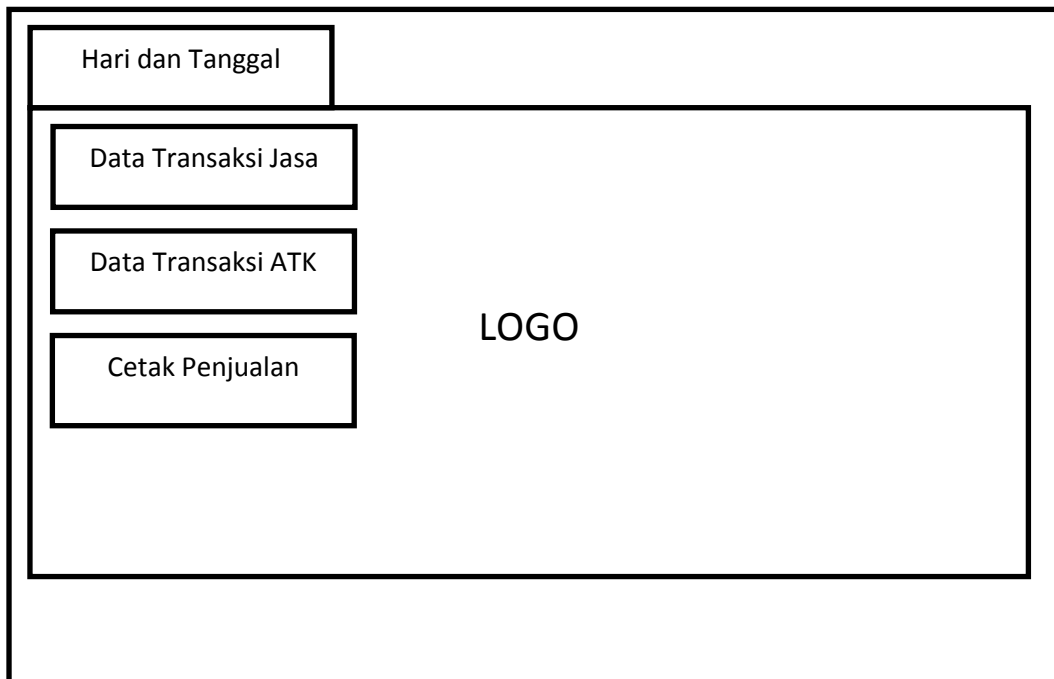 Hari dan Tanggal
Data Transaksi Jasa
Data Transaksi ATK
LOGO
Cetak Penjualan